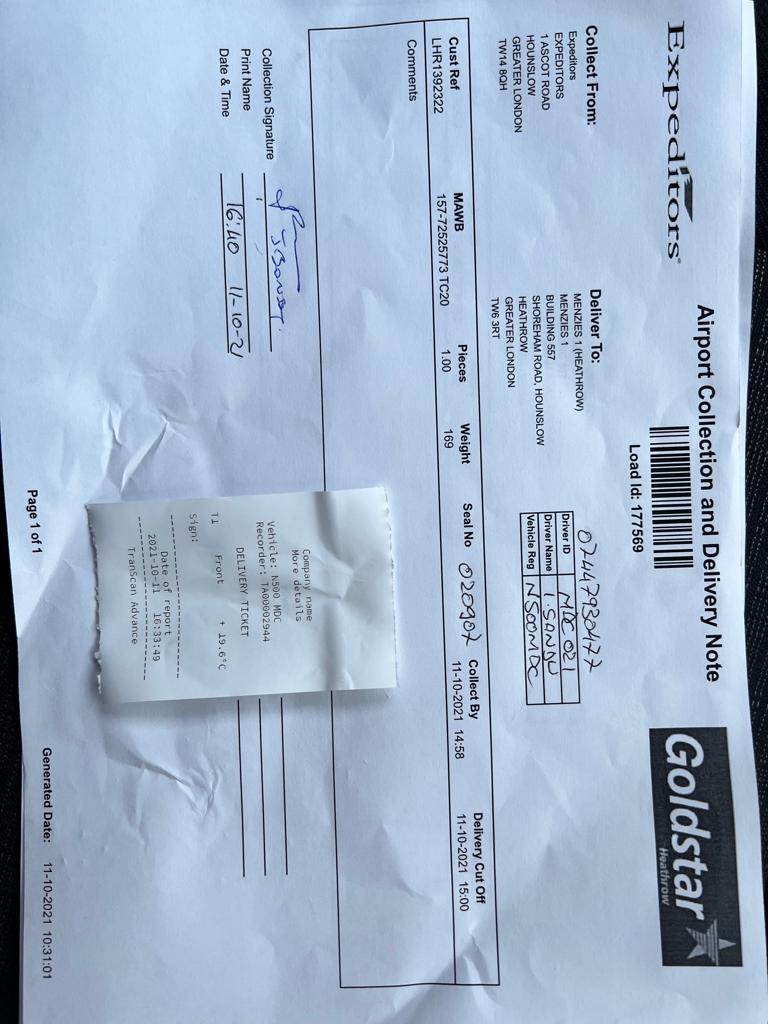 Expeditors
Airport Collection and Delivery Note
Goldstar
Heathrow
Load Id: 177569
Collect From:
Expeditors
EXPEDITORS
1 ASCOT ROAD
HOUNSLOW
GREATER LONDON
TW14 8QH
Deliver To:
MENZIES 1 (HEATHROW)
MENZIES 1
BUILDING 557
SHOREHAM ROAD, HOUNSLOW
HEATHROW
GREATER LONDON
TW6 3RT
07447930477
Driver ID MDC 021
Driver Name I. SANDU
Vehicle Reg N500MDC
Cust Ref MAWB Pieces Weight Seal No Collect By Delivery Cut Off
LHR1392322 157-72525773 TC20 1.00 169 020907 11-10-2021 14:58 11-10-2021 15:00
Comments
Collection Signature
Print Name
Date & Time 16:40 11-10-21
Company name
More details
Vehicle: N500 MDC
Recorder: TA00002944
DELIVERY TICKET
T1 Front + 19.6°C
Sign:
Date of report
2021-10-11 16:33:49
TranScan Advance
Page 1 of 1
Generated Date: 11-10-2021 10:31:01